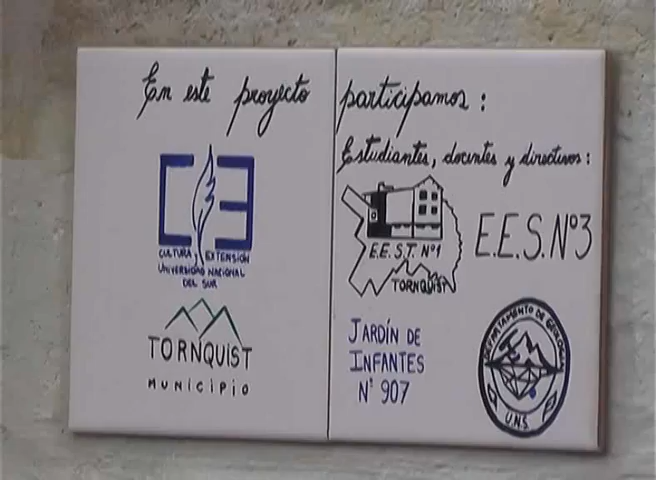 En este proyecto participamos:
CULTURA Y EXTENSIÓN
UNIVERSIDAD NACIONAL
DEL SUR
TORNQUIST
MUNICIPIO
Estudiantes, docentes y directivos:
E.E.S.T. Nº1
TORNQUIST
E.E.S. Nº3
JARDÍN DE
INFANTES
Nº 907
DEPARTAMENTO DE GEOLOGÍA
U.N.S.